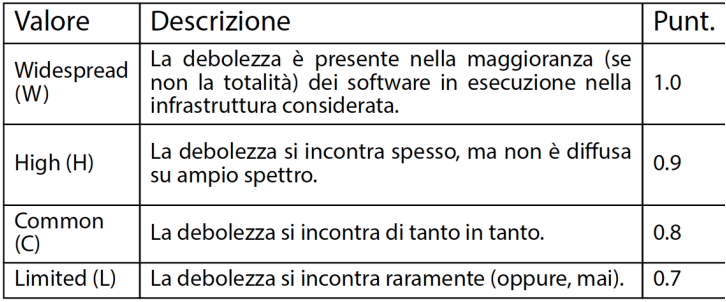 Valore Descrizione Punt.
Widespread (W) La debolezza è presente nella maggioranza (se non la totalità) dei software in esecuzione nella infrastruttura considerata. 1.0
High (H) La debolezza si incontra spesso, ma non è diffusa su ampio spettro. 0.9
Common (C) La debolezza si incontra di tanto in tanto. 0.8
Limited (L) La debolezza si incontra raramente (oppure, mai). 0.7